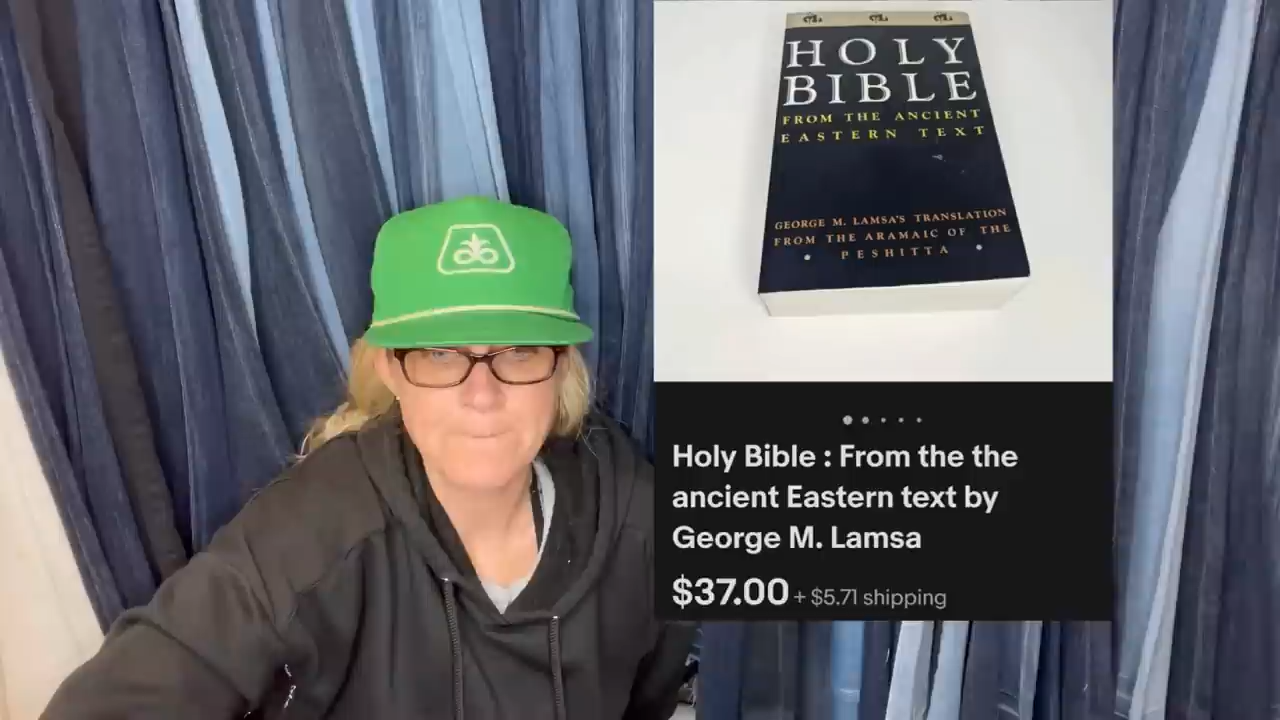 HOLY
BIBLE
FROM THE ANCIENT
EASTERN TEXT
GEORGE M. LAMSA'S TRANSLATION
FROM THE ARAMAIC OF THE
PESHITTA
Holy Bible : From the the
ancient Eastern text by
George M. Lamsa
$37.00 + $5.71 shipping